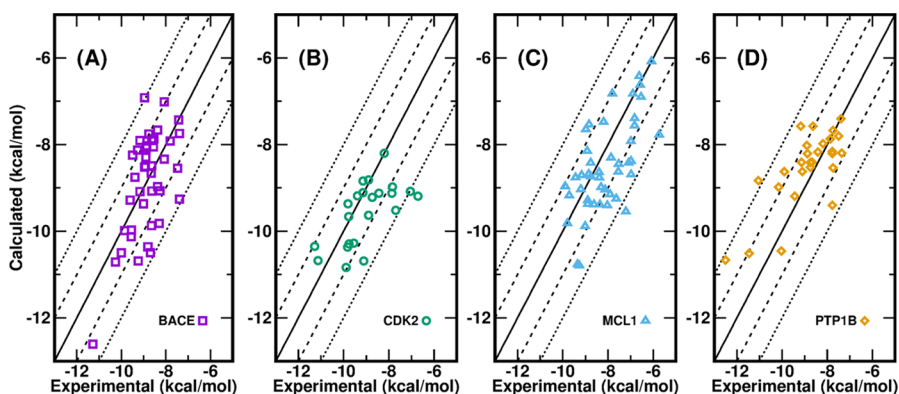 (A)
(B)
(C)
(D)
Calculated (kcal/mol)
-6
-8
-10
-12
-6
-8
-10
-12
-6
-8
-10
-12
-6
-8
-10
-12
BACE
CDK2
MCL1
PTP1B
-12 -10 -8 -6
-12 -10 -8 -6
-12 -10 -8 -6
-12 -10 -8 -6
Experimental (kcal/mol)
Experimental (kcal/mol)
Experimental (kcal/mol)
Experimental (kcal/mol)